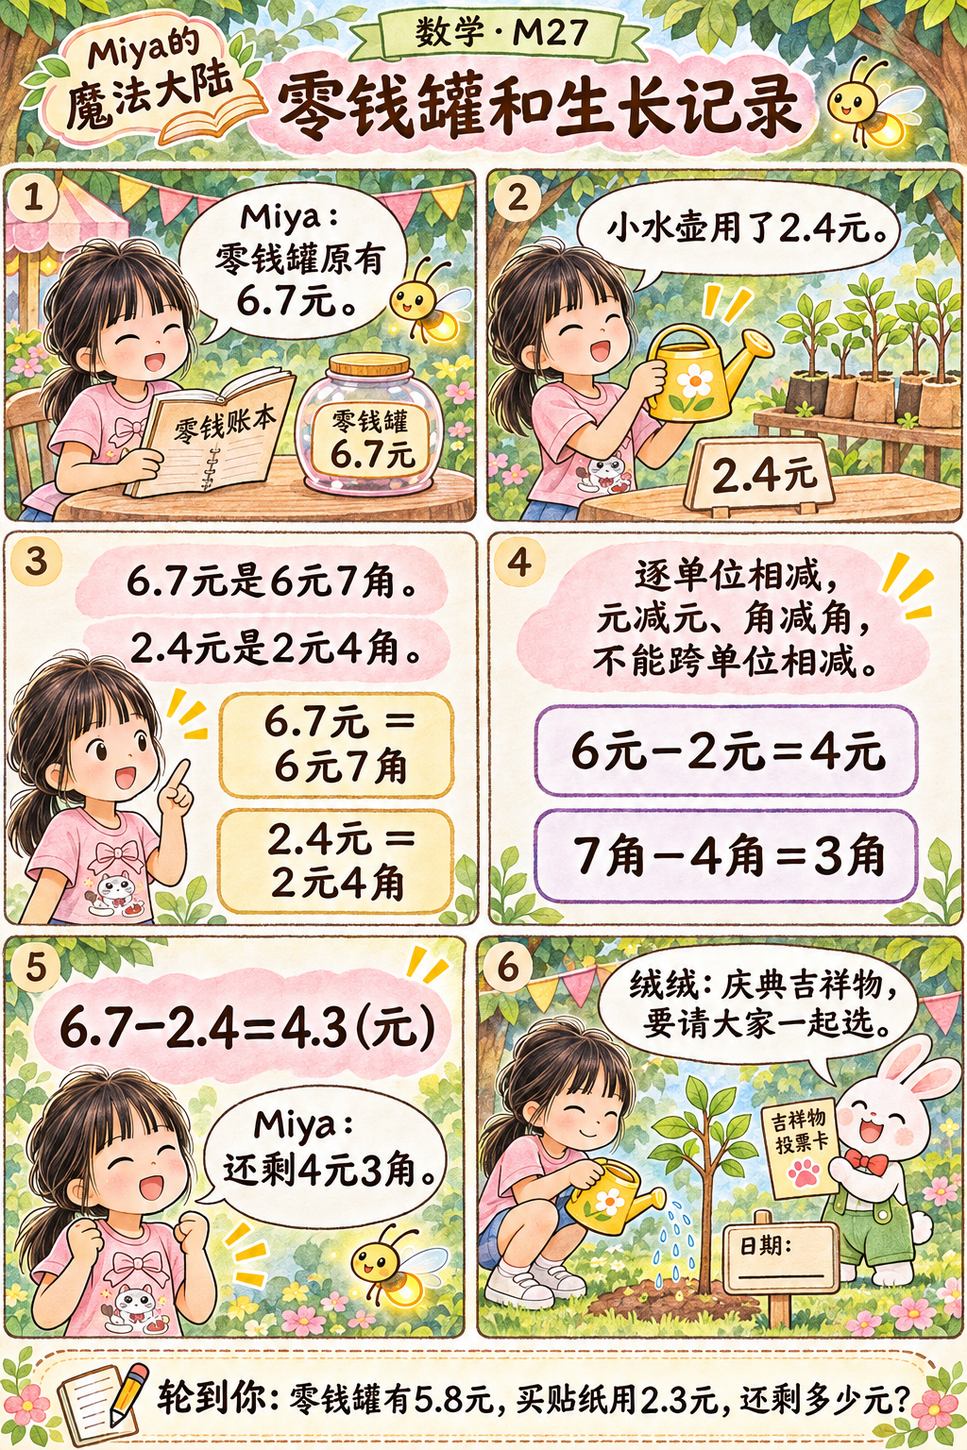 Miya的
魔法大陆
数学·M27
零钱罐和生长记录
1
Miya：
零钱罐原有
6.7元。
零钱账本
零钱罐
6.7元
2
小水壶用了2.4元。
2.4元
3
6.7元是6元7角。
2.4元是2元4角。
6.7元＝
6元7角
2.4元＝
2元4角
4
逐单位相减，
元减元、角减角，
不能跨单位相减。
6元－2元＝4元
7角－4角＝3角
5
6.7－2.4＝4.3(元)
Miya：
还剩4元3角。
6
绒绒：庆典吉祥物，
要请大家一起选。
吉祥物
投票卡
日期：
轮到你：零钱罐有5.8元，买贴纸用2.3元，还剩多少元？